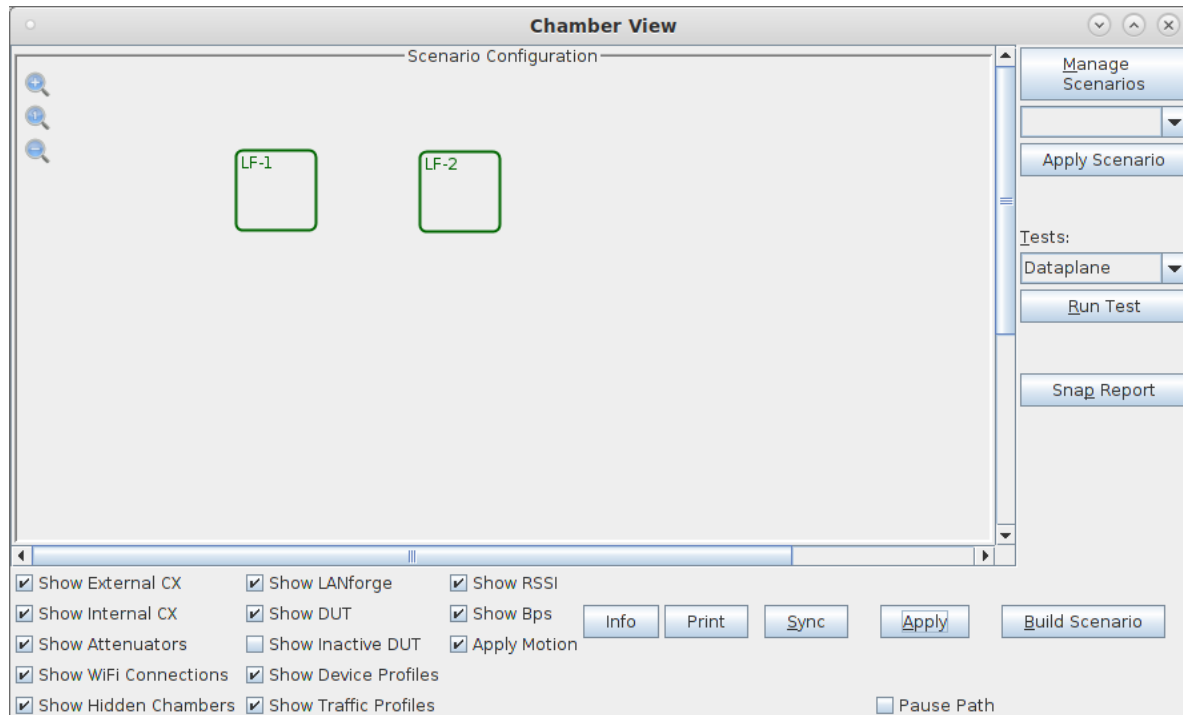 Chamber View
Scenario Configuration
LF-1
LF-2
Manage
Scenarios
Apply Scenario
Tests:
Dataplane
Run Test
Snap Report
Show External CX
Show LANforge
Show RSSI
Show Internal CX
Show DUT
Show Bps
Info
Print
Sync
Apply
Build Scenario
Show Attenuators
Show Inactive DUT
Apply Motion
Show WiFi Connections
Show Device Profiles
Show Hidden Chambers
Show Traffic Profiles
Pause Path